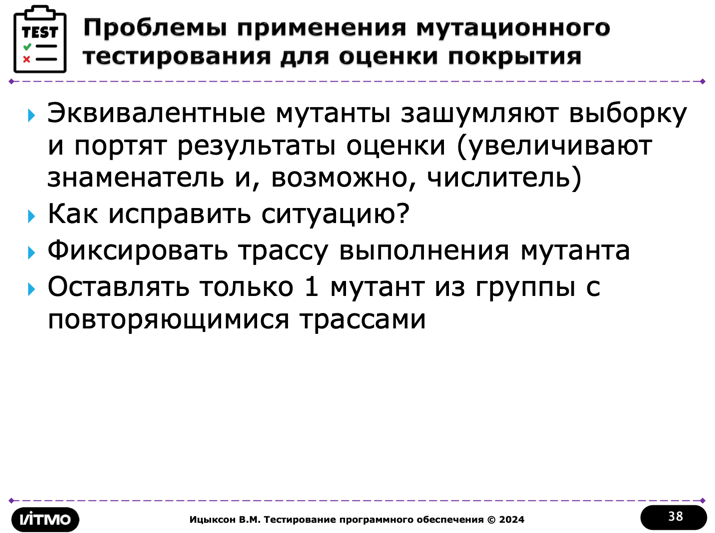 TEST
Проблемы применения мутационного
тестирования для оценки покрытия
Эквивалентные мутанты зашумляют выборку
и портят результаты оценки (увеличивают
знаменатель и, возможно, числитель)
Как исправить ситуацию?
Фиксировать трассу выполнения мутанта
Оставлять только 1 мутант из группы с
повторяющимися трассами
ИTMO
Ицыксон В.М. Тестирование программного обеспечения © 2024
38